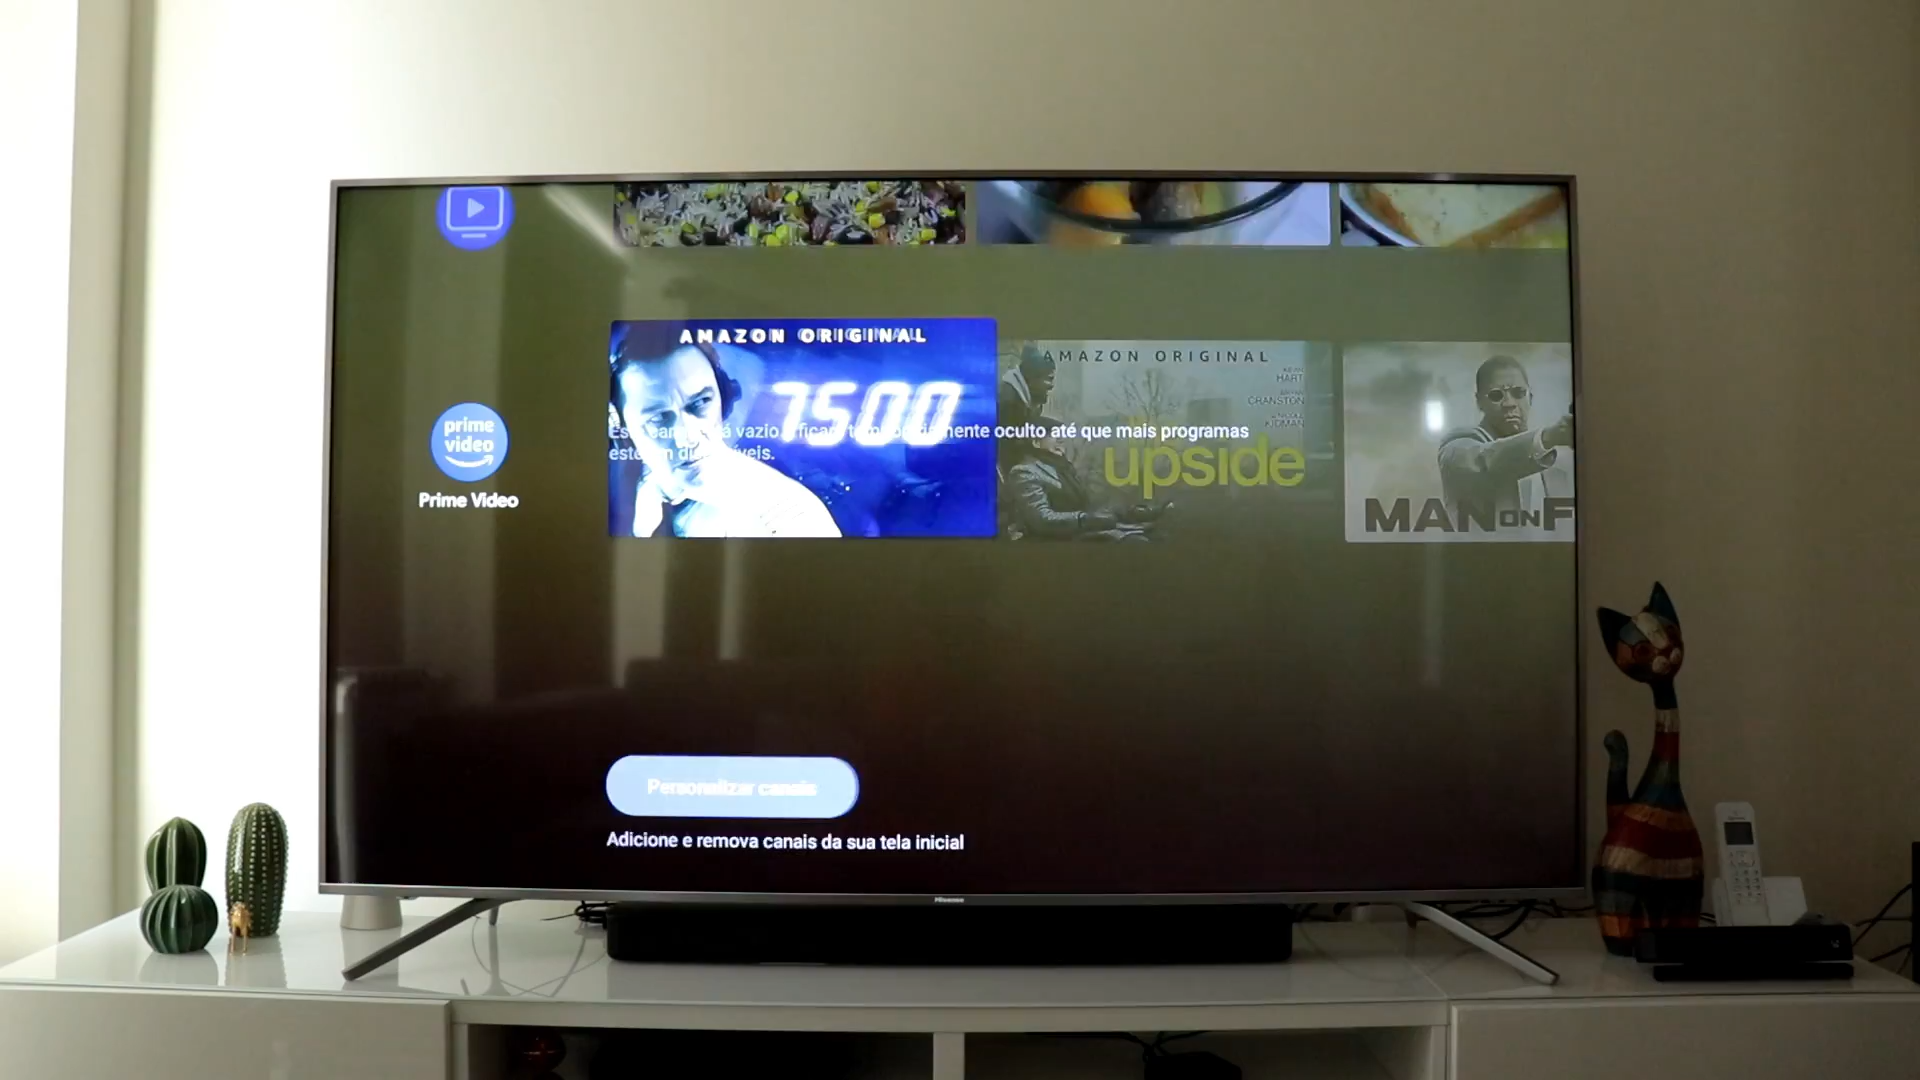 AMAZON ORIGINAL
7500
AMAZON ORIGINAL
HART
CRANSTON
KIDMAN
upside
prime
video
Prime Video
vazio
oculto até que mais programas
MAN ON F
Personalizar canais
Adicione e remova canais da sua tela inicial
Hisense